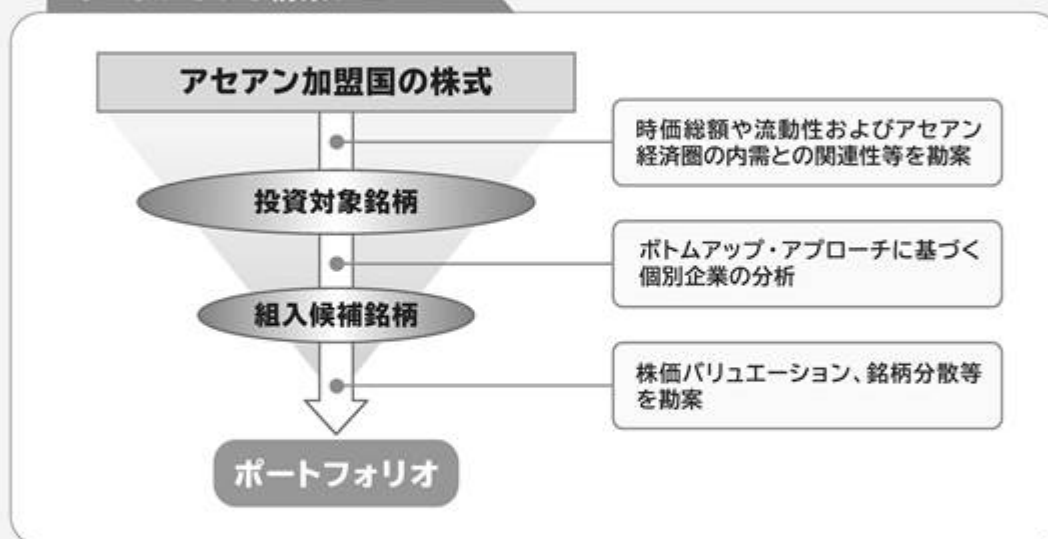 アセアン加盟国の株式
時価総額や流動性およびアセアン
経済圏の内需との関連性等を勘案
投資対象銘柄
ボトムアップ・アプローチに基づく
個別企業の分析
組入候補銘柄
株価バリュエーション、銘柄分散等
を勘案
ポートフォリオ